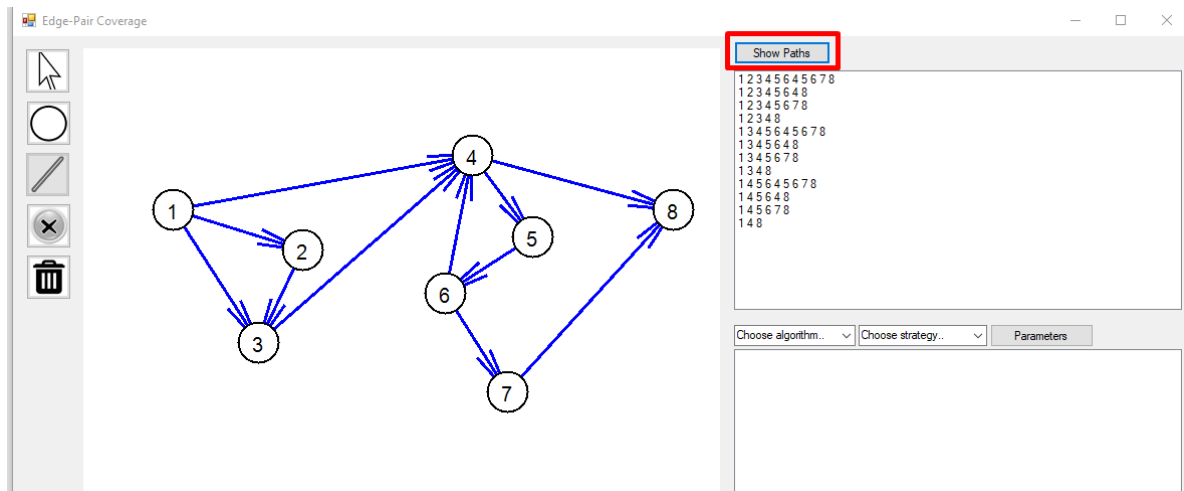 Edge-Pair Coverage
Show Paths
1 2 3 4 5 6 4 5 6 7 8
1 2 3 4 5 6 4 8
1 2 3 4 5 6 7 8
1 2 3 4 8
1 3 4 5 6 4 5 6 7 8
1 3 4 5 6 4 8
1 3 4 5 6 7 8
1 3 4 8
1 4 5 6 4 5 6 7 8
1 4 5 6 4 8
1 4 5 6 7 8
1 4 8
4
1
8
5
2
6
3
7
Choose algorithm.. Choose strategy.. Parameters